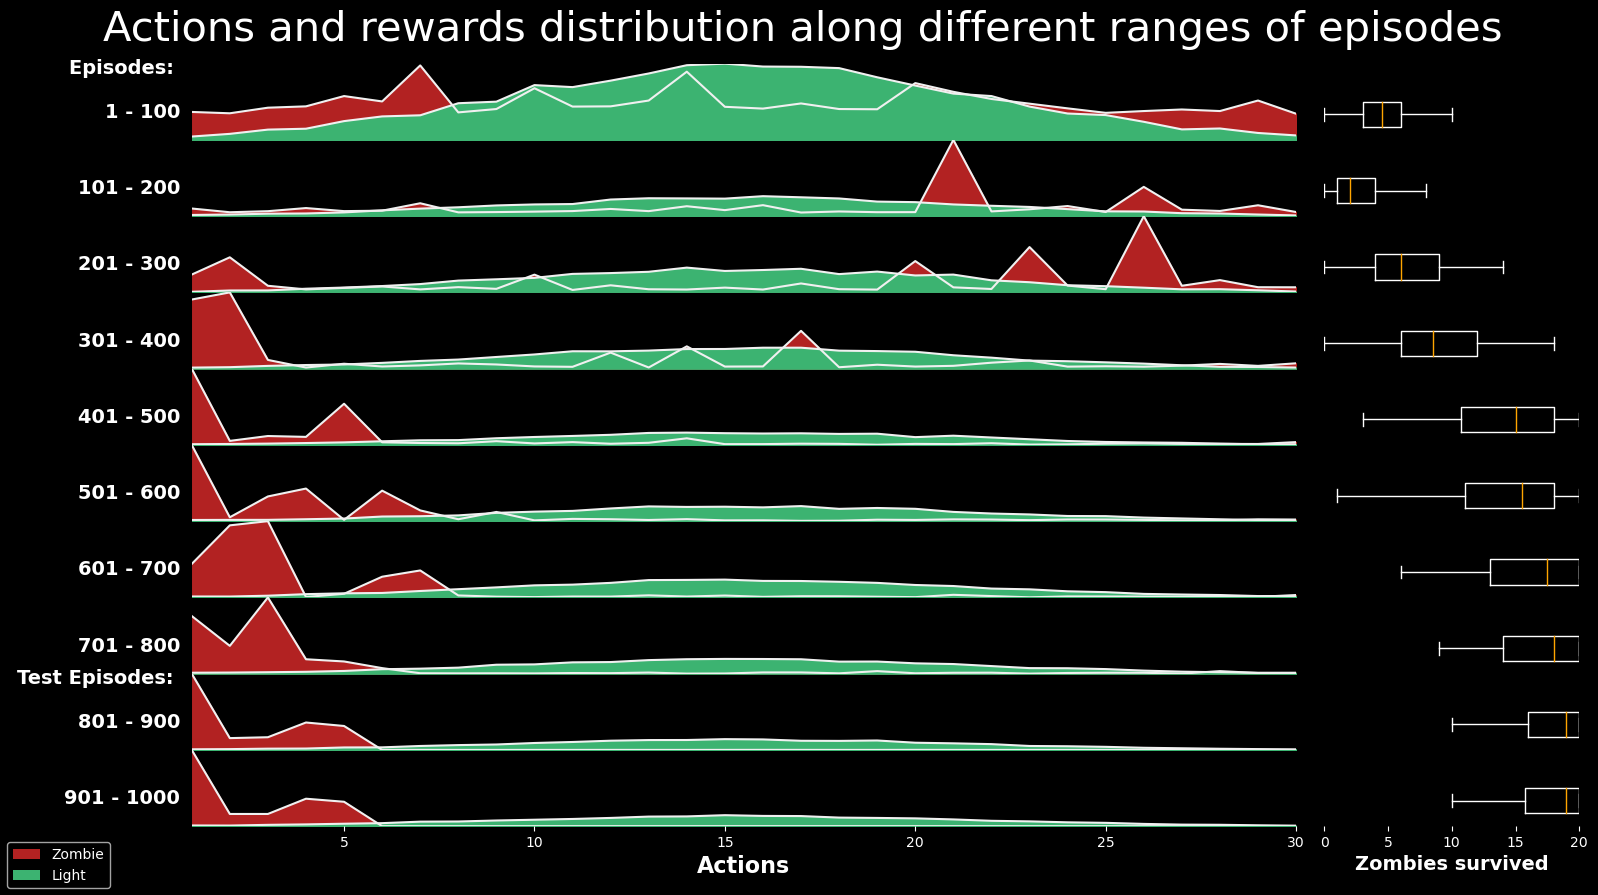 Actions and rewards distribution along different ranges of episodes
Episodes:
1 - 100
101 - 200
201 - 300
301 - 400
401 - 500
501 - 600
601 - 700
701 - 800
Test Episodes:
801 - 900
901 - 1000
5 10 15 20 25 30
Actions
0 5 10 15 20
Zombies survived
Zombie
Light